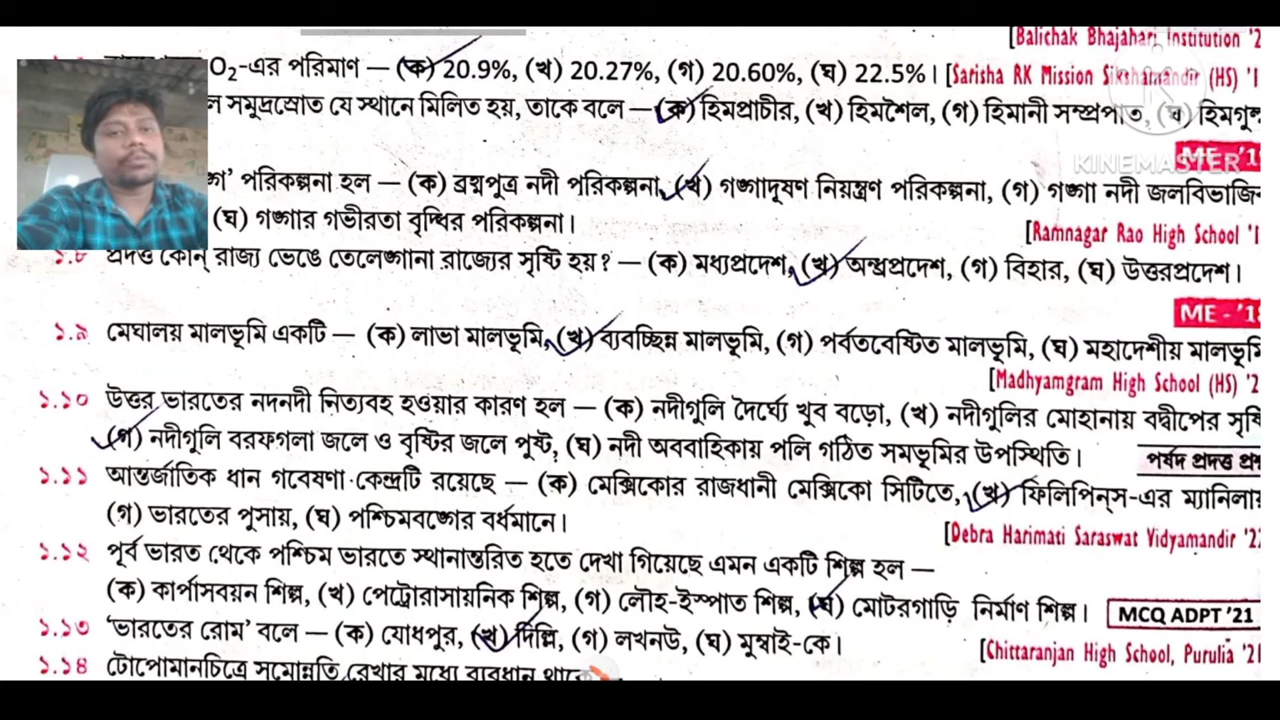 [Balichak Bhajahari Institution '2
O₂-এর পরিমাণ — (ক) 20.9%, (খ) 20.27%, (গ) 20.60%, (ঘ) 22.5%। [Sarisha RK Mission Sikshamandir (HS) '1
ল সমুদ্রস্রোত যে স্থানে মিলিত হয়, তাকে বলে — (ক) হিমপ্রাচীর, (খ) হিমশৈল, (গ) হিমানী সম্প্রপাত, (ঘ) হিমগুল্ম
ME - '1
KINEMASTER
পরিকল্পনা হল — (ক) ব্রহ্মপুত্র নদী পরিকল্পনা, (খ) গঙ্গাদূষণ নিয়ন্ত্রণ পরিকল্পনা, (গ) গঙ্গা নদী জলবিভাজি
(ঘ) গঙ্গার গভীরতা বৃদ্ধির পরিকল্পনা।
[Ramnagar Rao High School '1
১.৮ প্রদত্ত কোন্ রাজ্য ভেঙে তেলেঙ্গানা রাজ্যের সৃষ্টি হয়? — (ক) মধ্যপ্রদেশ, (খ) অন্ধ্রপ্রদেশ, (গ) বিহার, (ঘ) উত্তরপ্রদেশ।
ME - '1
১.৯ মেঘালয় মালভূমি একটি — (ক) লাভা মালভূমি, (খ) ব্যবচ্ছিন্ন মালভূমি, (গ) পর্বতবেষ্টিত মালভূমি, (ঘ) মহাদেশীয় মালভূমি
[Madhyamgram High School (HS) '2
১.১০ উত্তর ভারতের নদনদী নিত্যবহ হওয়ার কারণ হল — (ক) নদীগুলি দৈর্ঘ্যে খুব বড়ো, (খ) নদীগুলির মোহানায় বদ্বীপের সৃষ্টি
(গ) নদীগুলি বরফগলা জলে ও বৃষ্টির জলে পুষ্ট, (ঘ) নদী অববাহিকায় পলি গঠিত সমভূমির উপস্থিতি।
পর্ষদ প্রদত্ত প্রশ্ন
১.১১ আন্তর্জাতিক ধান গবেষণা কেন্দ্রটি রয়েছে — (ক) মেক্সিকোর রাজধানী মেক্সিকো সিটিতে, (খ) ফিলিপিন্‌স-এর ম্যানিলায়
(গ) ভারতের পুসায়, (ঘ) পশ্চিমবঙ্গের বর্ধমানে।
[Debra Harimati Saraswat Vidyamandir '22
১.১২ পূর্ব ভারত থেকে পশ্চিম ভারতে স্থানান্তরিত হতে দেখা গিয়েছে এমন একটি শিল্প হল —
(ক) কার্পাসবয়ন শিল্প, (খ) পেট্রোরাসায়নিক শিল্প, (গ) লৌহ-ইস্পাত শিল্প, (ঘ) মোটরগাড়ি নির্মাণ শিল্প।
MCQ ADPT '21
১.১৩ 'ভারতের রোম' বলে — (ক) যোধপুর, (খ) দিল্লি, (গ) লখনউ, (ঘ) মুম্বাই-কে।
[Chittaranjan High School, Purulia '21
১.১৪ টোপোমানচিত্রে সমোন্নতি রেখার মধ্যে ব্যবধান থাকে